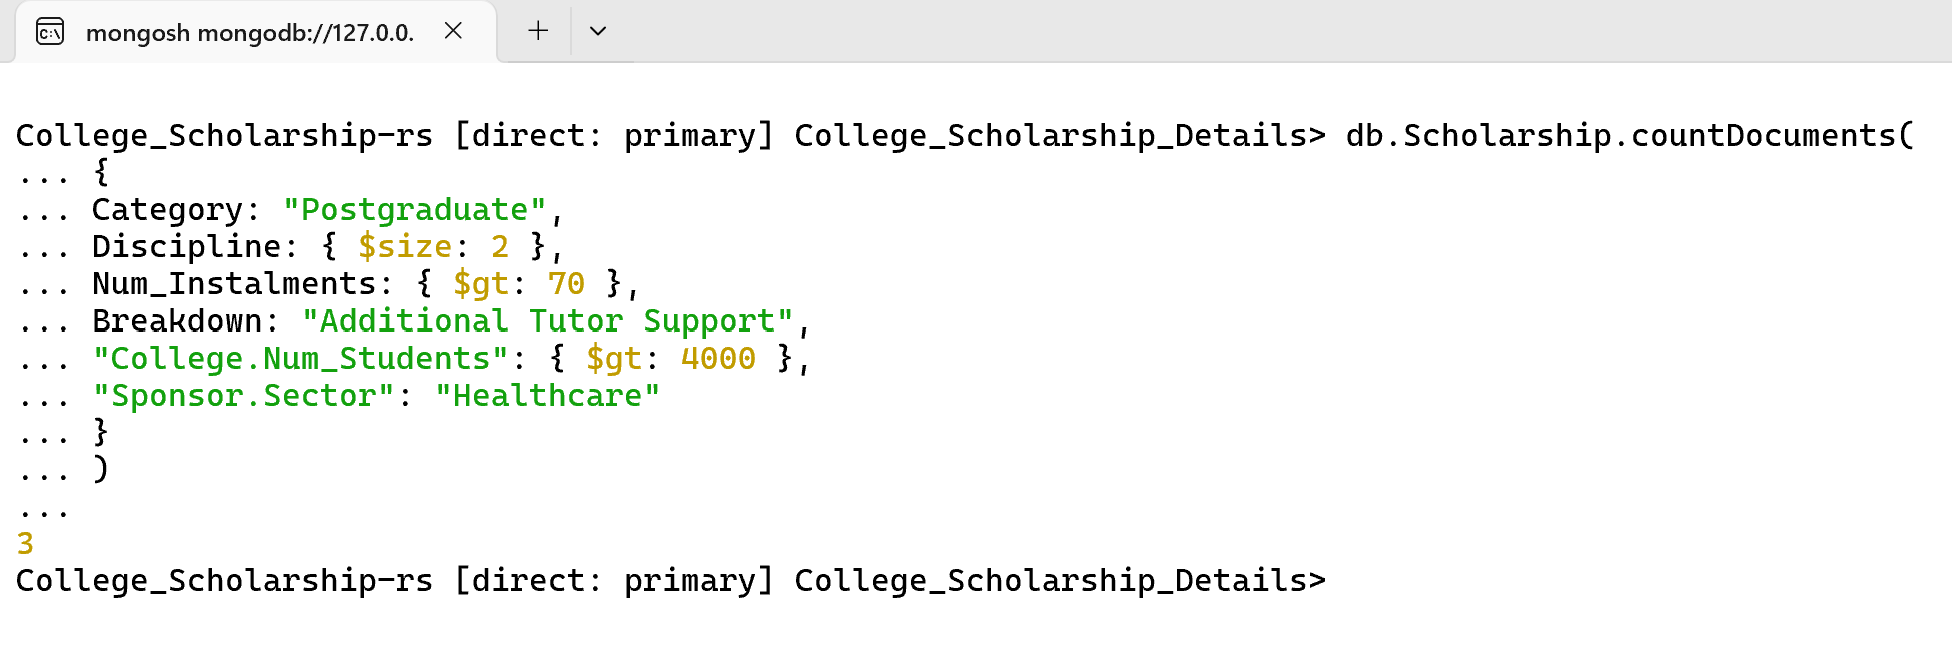 mongosh mongodb://127.0.0.
College_Scholarship-rs [direct: primary] College_Scholarship_Details> db.Scholarship.countDocuments(
... {
... Category: "Postgraduate",
... Discipline: { $size: 2 },
... Num_Instalments: { $gt: 70 },
... Breakdown: "Additional Tutor Support",
... "College.Num_Students": { $gt: 4000 },
... "Sponsor.Sector": "Healthcare"
... }
... )
...
3
College_Scholarship-rs [direct: primary] College_Scholarship_Details>